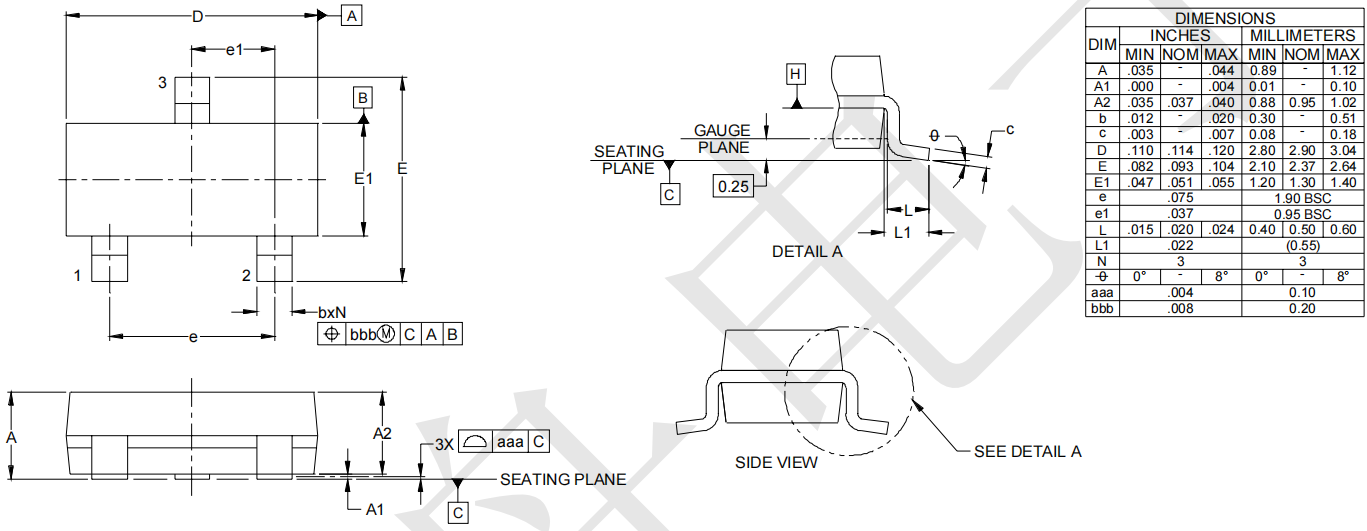 D
A
e1
3
B
E1
E
1
2
bxN
e
bbb Ⓜ C A B
A
A2
3X aaa C
SEATING PLANE
A1
C
H
GAUGE
PLANE
SEATING
PLANE
C
0.25
θ
c
L
L1
DETAIL A
SIDE VIEW
SEE DETAIL A
DIMENSIONS
DIM INCHES MILLIMETERS
MIN NOM MAX MIN NOM MAX
A .035 - .044 0.89 - 1.12
A1 .000 - .004 0.01 - 0.10
A2 .035 .037 .040 0.88 0.95 1.02
b .012 - .020 0.30 - 0.51
c .003 - .007 0.08 - 0.18
D .110 .114 .120 2.80 2.90 3.04
E .082 .093 .104 2.10 2.37 2.64
E1 .047 .051 .055 1.20 1.30 1.40
e .075 1.90 BSC
e1 .037 0.95 BSC
L .015 .020 .024 0.40 0.50 0.60
L1 .022 (0.55)
N 3 3
θ 0° - 8° 0° - 8°
aaa .004 0.10
bbb .008 0.20